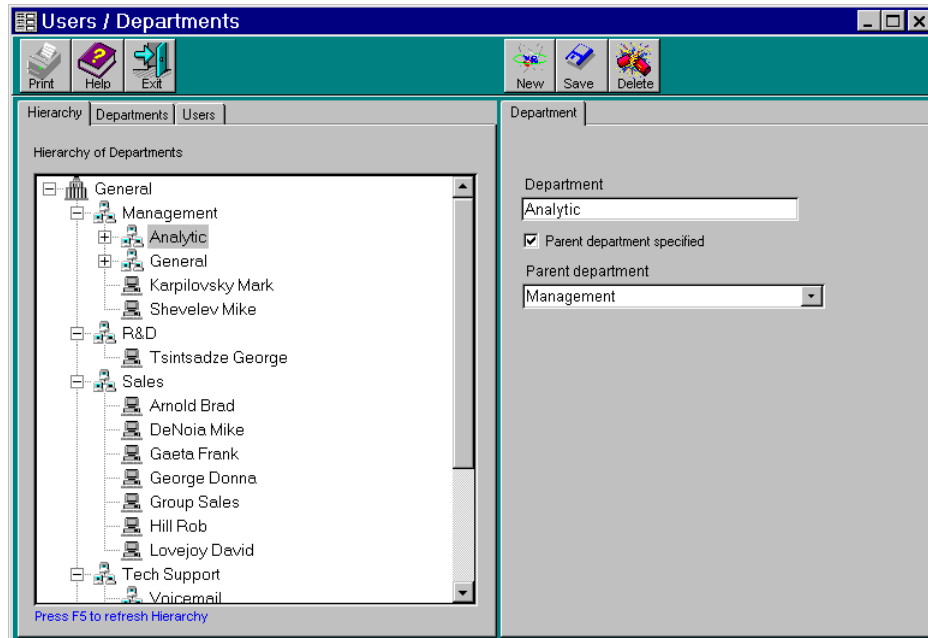 Users / Departments
Print Help Exit New Save Delete
Hierarchy Departments Users
Hierarchy of Departments
General
Management
Analytic
General
Karpilovsky Mark
Shevelev Mike
R&D
Tsintsadze George
Sales
Arnold Brad
DeNoia Mike
Gaeta Frank
George Donna
Group Sales
Hill Rob
Lovejoy David
Tech Support
Voicemail
Press F5 to refresh Hierarchy
Department
Department
Analytic
Parent department specified
Parent department
Management